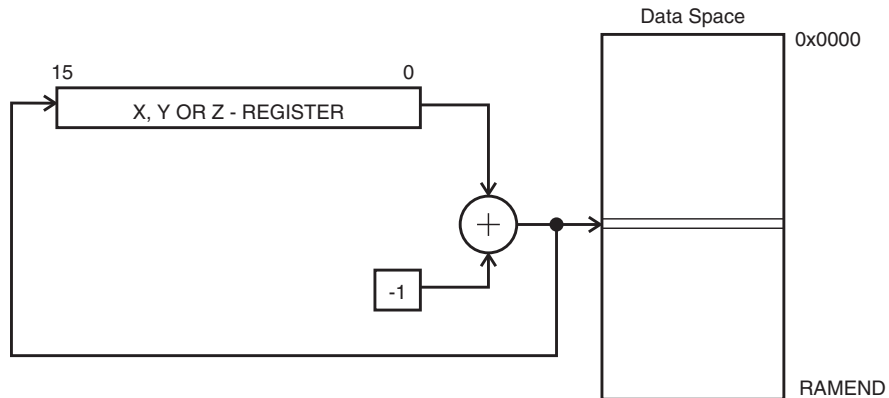 Data Space
0x0000
15
0
X, Y OR Z - REGISTER
+
-1
RAMEND